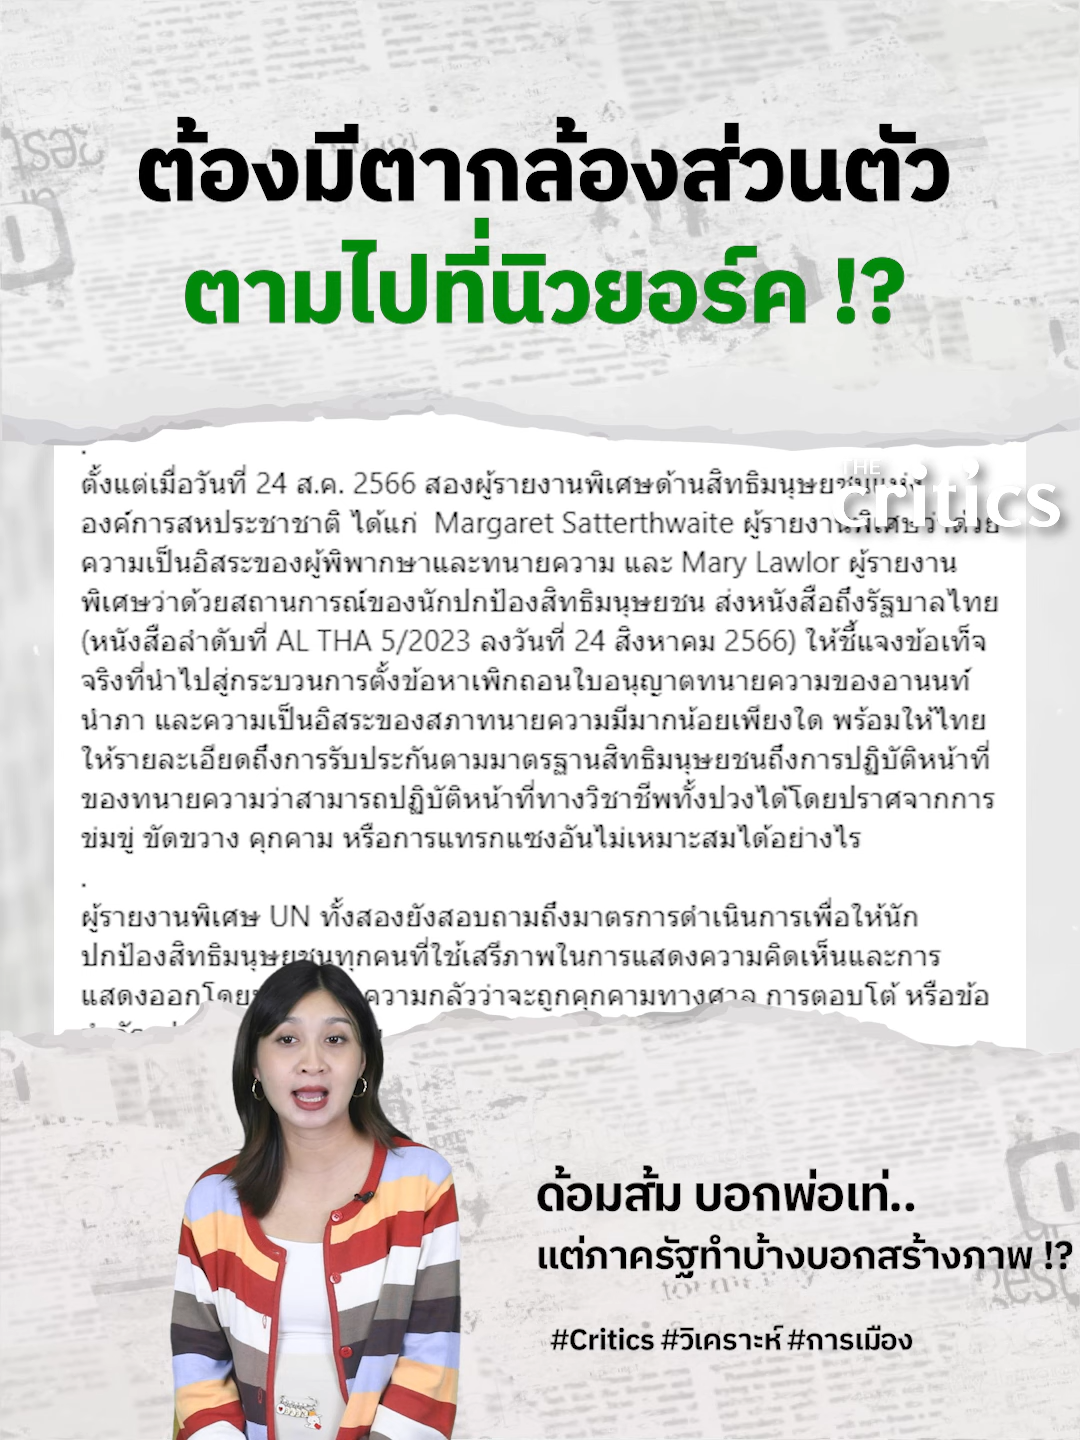 ต้องมีตากล้องส่วนตัว
ตามไปที่นิวยอร์ค !?
THE
critics
.
ตั้งแต่เมื่อวันที่ 24 ส.ค. 2566 สองผู้รายงานพิเศษด้านสิทธิมนุษยชนแห่ง
องค์การสหประชาชาติ ได้แก่ Margaret Satterthwaite ผู้รายงานพิเศษว่าด้วย
ความเป็นอิสระของผู้พิพากษาและทนายความ และ Mary Lawlor ผู้รายงาน
พิเศษว่าด้วยสถานการณ์ของนักปกป้องสิทธิมนุษยชน ส่งหนังสือถึงรัฐบาลไทย
(หนังสือลำดับที่ AL THA 5/2023 ลงวันที่ 24 สิงหาคม 2566) ให้ชี้แจงข้อเท็จ
จริงที่นำไปสู่กระบวนการตั้งข้อหาเพิกถอนใบอนุญาตทนายความของอานนท์
นำภา และความเป็นอิสระของสภาทนายความมีมากน้อยเพียงใด พร้อมให้ไทย
ให้รายละเอียดถึงการรับประกันตามมาตรฐานสิทธิมนุษยชนถึงการปฏิบัติหน้าที่
ของทนายความว่าสามารถปฏิบัติหน้าที่ทางวิชาชีพทั้งปวงได้โดยปราศจากการ
ข่มขู่ ขัดขวาง คุกคาม หรือการแทรกแซงอันไม่เหมาะสมได้อย่างไร
.
ผู้รายงานพิเศษ UN ทั้งสองยังสอบถามถึงมาตรการดำเนินการเพื่อให้นัก
ปกป้องสิทธิมนุษยชนทุกคนที่ใช้เสรีภาพในการแสดงความคิดเห็นและการ
แสดงออกโดย ความกลัวว่าจะถูกคุกคามทางศาล การตอบโต้ หรือข้อ
ด้อมส้ม บอกพ่อเท่..
แต่ภาครัฐทำบ้างบอกสร้างภาพ !?
#Critics #วิเคราะห์ #การเมือง